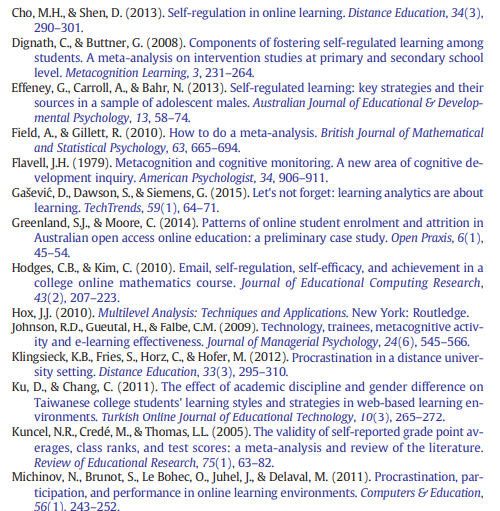 Cho, M.H., & Shen, D. (2013). Self-regulation in online learning. Distance Education, 34(3),
290–301.
Dignath, C., & Buttner, G. (2008). Components of fostering self-regulated learning among
students. A meta-analysis on intervention studies at primary and secondary school
level. Metacognition Learning, 3, 231–264.
Effeney, G., Carroll, A., & Bahr, N. (2013). Self-regulated learning: key strategies and their
sources in a sample of adolescent males. Australian Journal of Educational & Develop-
mental Psychology, 13, 58–74.
Field, A., & Gillett, R. (2010). How to do a meta-analysis. British Journal of Mathematical
and Statistical Psychology, 63, 665–694.
Flavell, J.H. (1979). Metacognition and cognitive monitoring. A new area of cognitive de-
velopment inquiry. American Psychologist, 34, 906–911.
Gašević, D., Dawson, S., & Siemens, G. (2015). Let's not forget: learning analytics are about
learning. TechTrends, 59(1), 64–71.
Greenland, S.J., & Moore, C. (2014). Patterns of online student enrolment and attrition in
Australian open access online education: a preliminary case study. Open Praxis, 6(1),
45–54.
Hodges, C.B., & Kim, C. (2010). Email, self-regulation, self-efficacy, and achievement in a
college online mathematics course. Journal of Educational Computing Research,
43(2), 207–223.
Hox, J.J. (2010). Multilevel Analysis: Techniques and Applications. New York: Routledge.
Johnson, R.D., Gueutal, H., & Falbe, C.M. (2009). Technology, trainees, metacognitive activ-
ity and e-learning effectiveness. Journal of Managerial Psychology, 24(6), 545–566.
Klingsieck, K.B., Fries, S., Horz, C., & Hofer, M. (2012). Procrastination in a distance univer-
sity setting. Distance Education, 33(3), 295–310.
Ku, D., & Chang, C. (2011). The effect of academic discipline and gender difference on
Taiwanese college students' learning styles and strategies in web-based learning en-
vironments. Turkish Online Journal of Educational Technology, 10(3), 265–272.
Kuncel, N.R., Credé, M., & Thomas, L.L. (2005). The validity of self-reported grade point av-
erages, class ranks, and test scores: a meta-analysis and review of the literature.
Review of Educational Research, 75(1), 63–82.
Michinov, N., Brunot, S., Le Bohec, O., Juhel, J., & Delaval, M. (2011). Procrastination, par-
ticipation, and performance in online learning environments. Computers & Education,
56(1), 243–252.